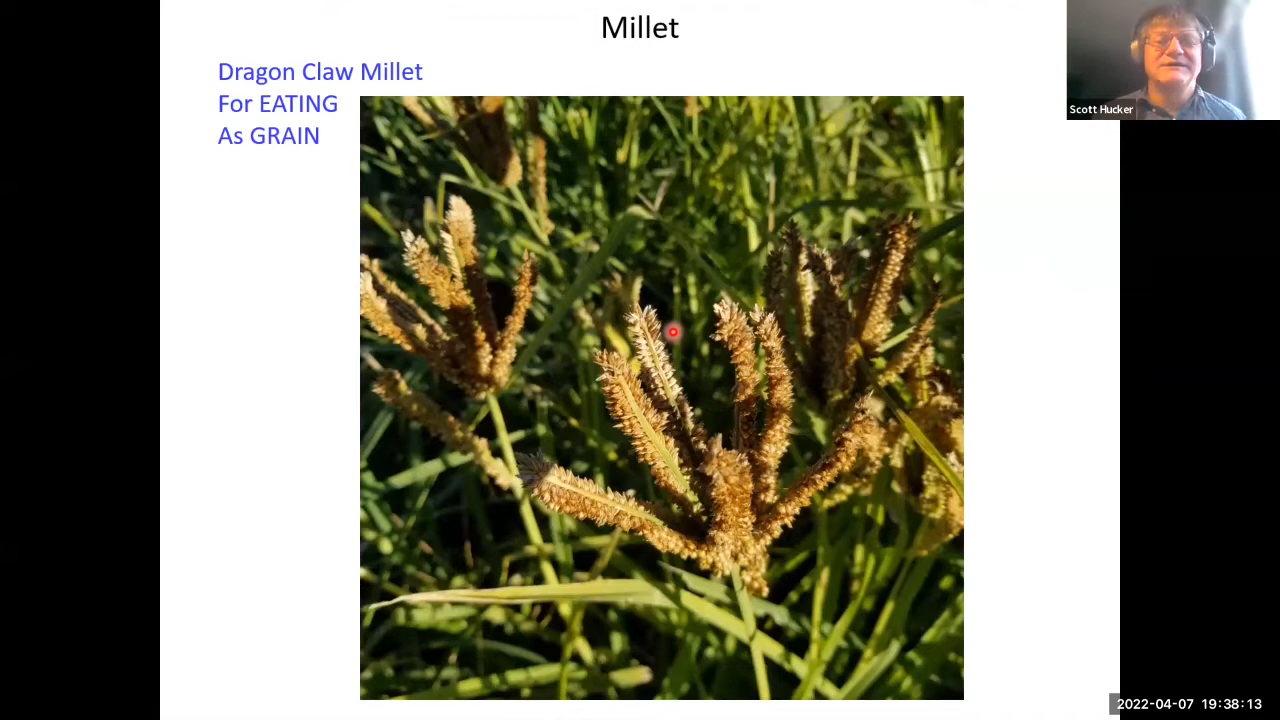 Millet
Dragon Claw Millet
For EATING
As GRAIN
Scott Hucker
2022-04-07 19:38:13